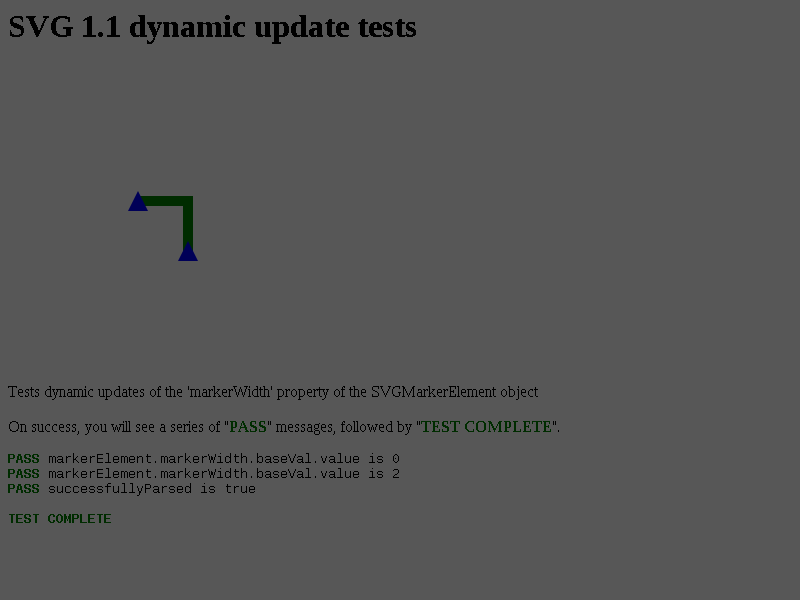 SVG 1.1 dynamic update tests
Tests dynamic updates of the 'markerWidth' property of the SVGMarkerElement object
On success, you will see a series of "PASS" messages, followed by "TEST COMPLETE".
PASS markerElement.markerWidth.baseVal.value is 0
PASS markerElement.markerWidth.baseVal.value is 2
PASS successfullyParsed is true
TEST COMPLETE